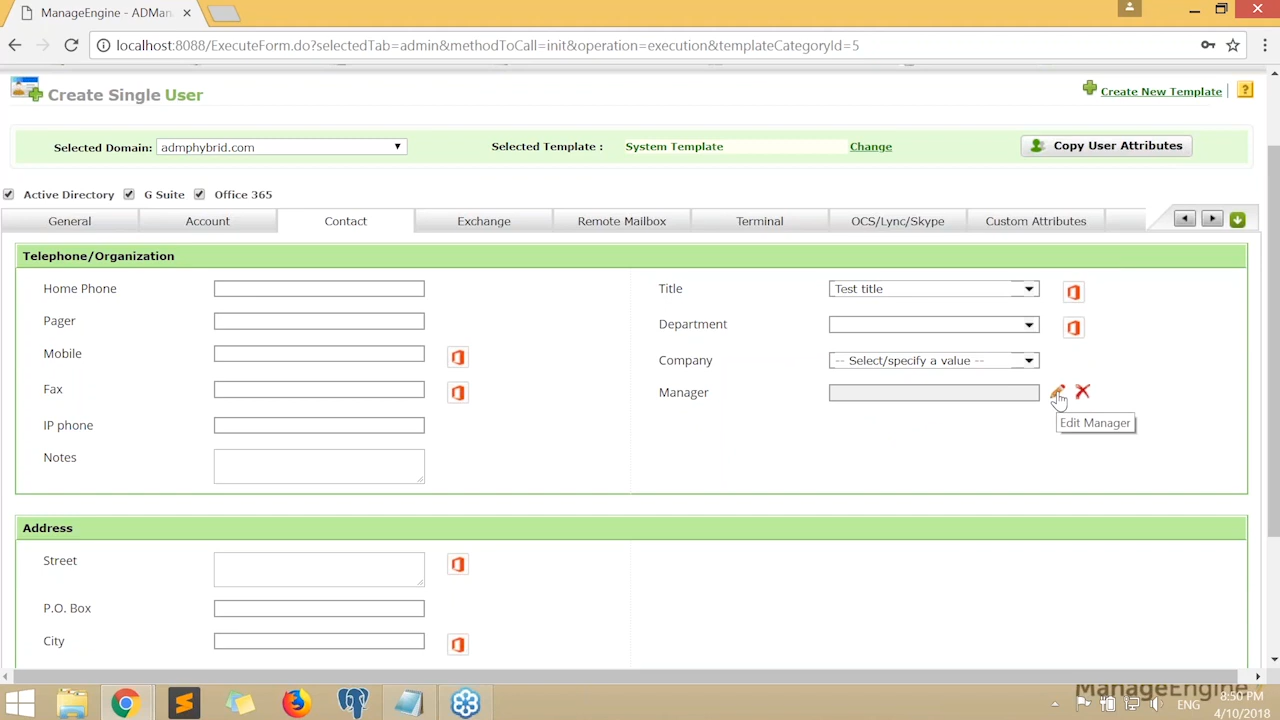 ManageEngine - ADMan
localhost:8088/ExecuteForm.do?selectedTab=admin&methodToCall=init&operation=execution&templateCategoryId=5
Create Single User
Create New Template
Selected Domain: admphybrid.com
Selected Template : System Template Change
Copy User Attributes
Active Directory G Suite Office 365
General Account Contact Exchange Remote Mailbox Terminal OCS/Lync/Skype Custom Attributes
Telephone/Organization
Home Phone
Title Test title
Pager
Department
Mobile
Company -- Select/specify a value --
Fax
Manager
Edit Manager
IP phone
Notes
Address
Street
P.O. Box
City
ManageEngine
ENG
8:50 PM
4/10/2018